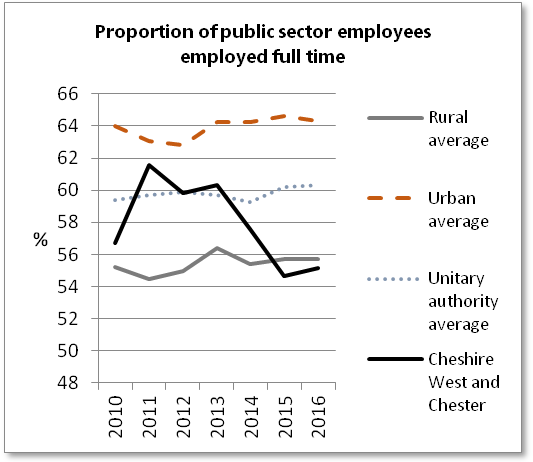 Proportion of public sector employees
employed full time
66
64
62
60
58
56
54
52
50
48
%
2010
2011
2012
2013
2014
2015
2016
Rural
average
Urban
average
Unitary
authority
average
Cheshire
West and
Chester